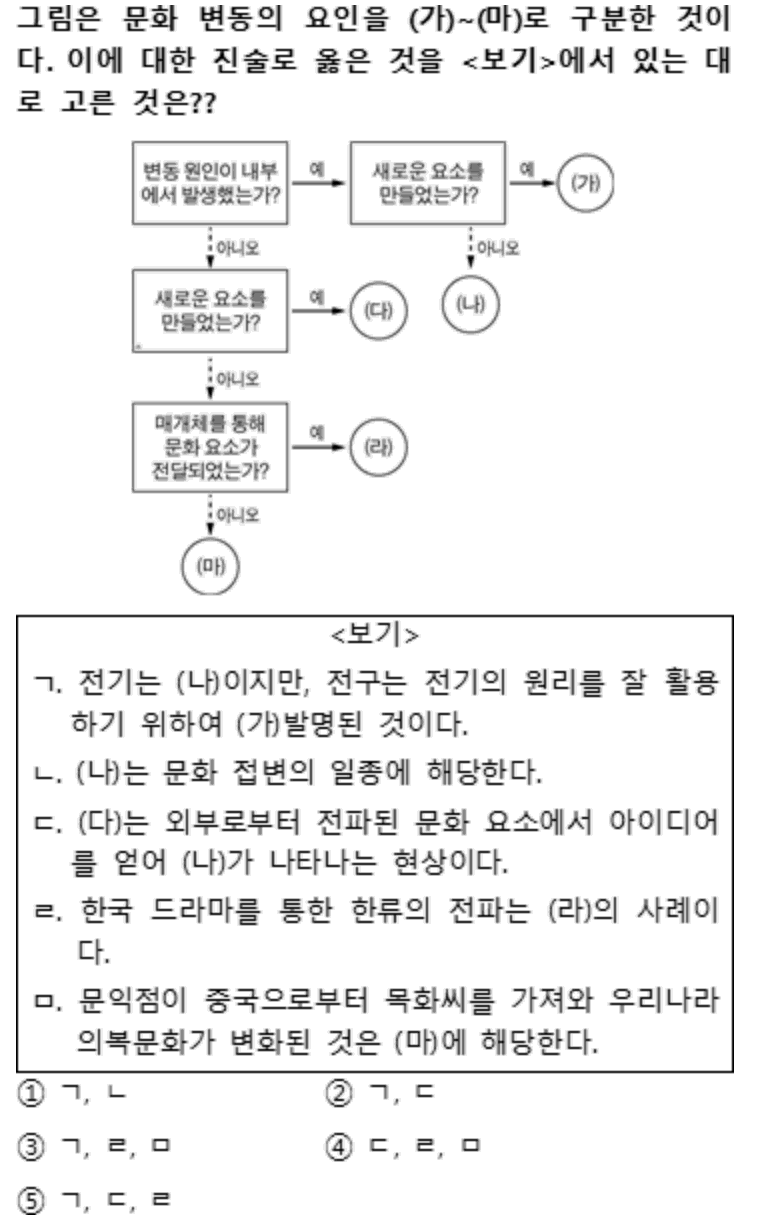 그림은 문화 변동의 요인을 (가)~(마)로 구분한 것이
다. 이에 대한 진술로 옳은 것을 <보기>에서 있는 대
로 고른 것은??
변동 원인이 내부
에서 발생했는가?
예
새로운 요소를
만들었는가?
예
(가)
아니오
아니오
새로운 요소를
만들었는가?
예
(다)
(나)
아니오
매개체를 통해
문화 요소가
전달되었는가?
예
(라)
아니오
(마)
<보기>
ㄱ. 전기는 (나)이지만, 전구는 전기의 원리를 잘 활용
하기 위하여 (가)발명된 것이다.
ㄴ. (나)는 문화 접변의 일종에 해당한다.
ㄷ. (다)는 외부로부터 전파된 문화 요소에서 아이디어
를 얻어 (나)가 나타나는 현상이다.
ㄹ. 한국 드라마를 통한 한류의 전파는 (라)의 사례이
다.
ㅁ. 문익점이 중국으로부터 목화씨를 가져와 우리나라
의복문화가 변화된 것은 (마)에 해당한다.
① ㄱ, ㄴ
② ㄱ, ㄷ
③ ㄱ, ㄹ, ㅁ
④ ㄷ, ㄹ, ㅁ
⑤ ㄱ, ㄷ, ㄹ